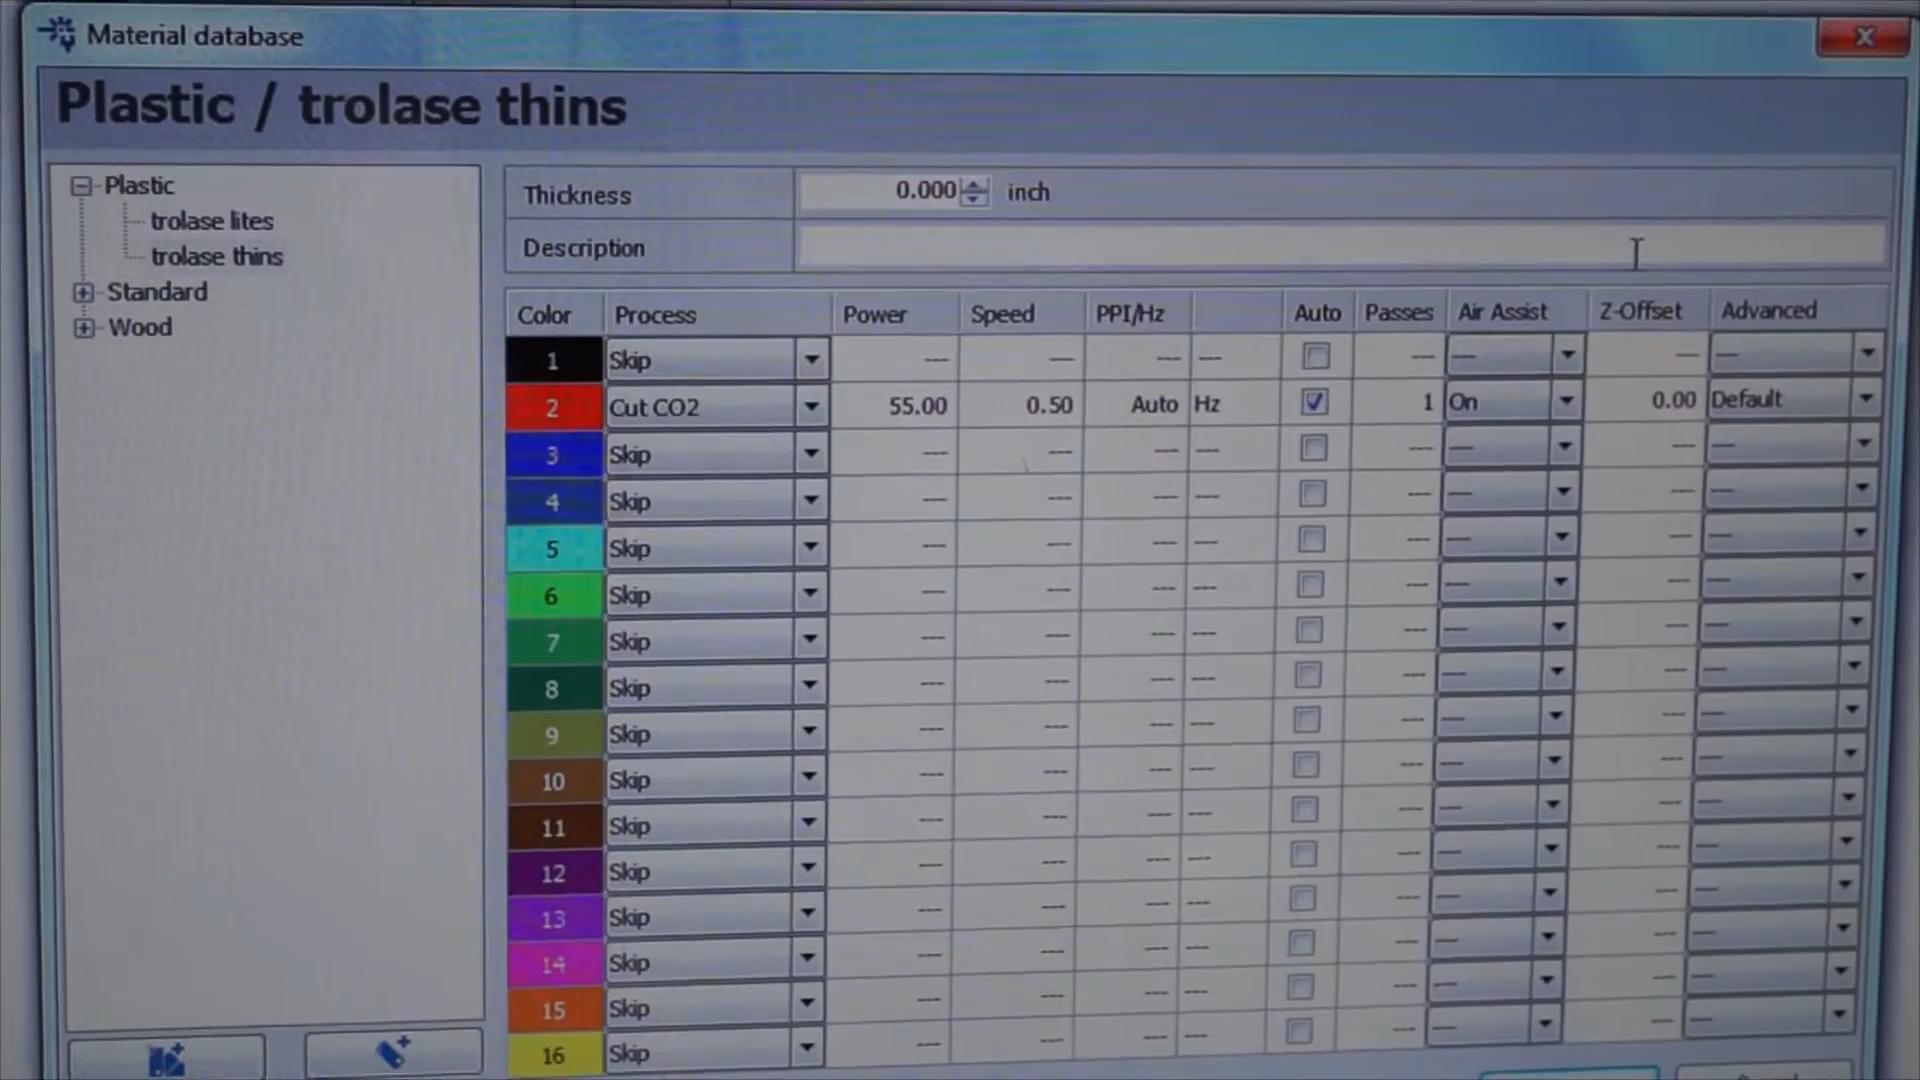 Material database
Plastic / trolase thins
Plastic
trolase lites
trolase thins
Standard
Wood
Thickness 0.000 inch
Description
Color Process Power Speed PPI/Hz Auto Passes Air Assist Z-Offset Advanced
1 Skip --- --- --- --- --- --- --- ---
2 Cut CO2 55.00 0.50 Auto Hz 1 On 0.00 Default
3 Skip --- --- --- --- --- --- --- ---
4 Skip --- --- --- --- --- --- --- ---
5 Skip --- --- --- --- --- --- --- ---
6 Skip --- --- --- --- --- --- --- ---
7 Skip --- --- --- --- --- --- --- ---
8 Skip --- --- --- --- --- --- --- ---
9 Skip --- --- --- --- --- --- --- ---
10 Skip --- --- --- --- --- --- --- ---
11 Skip --- --- --- --- --- --- --- ---
12 Skip --- --- --- --- --- --- --- ---
13 Skip --- --- --- --- --- --- --- ---
14 Skip --- --- --- --- --- --- --- ---
15 Skip --- --- --- --- --- --- --- ---
16 Skip --- --- --- --- --- --- --- ---